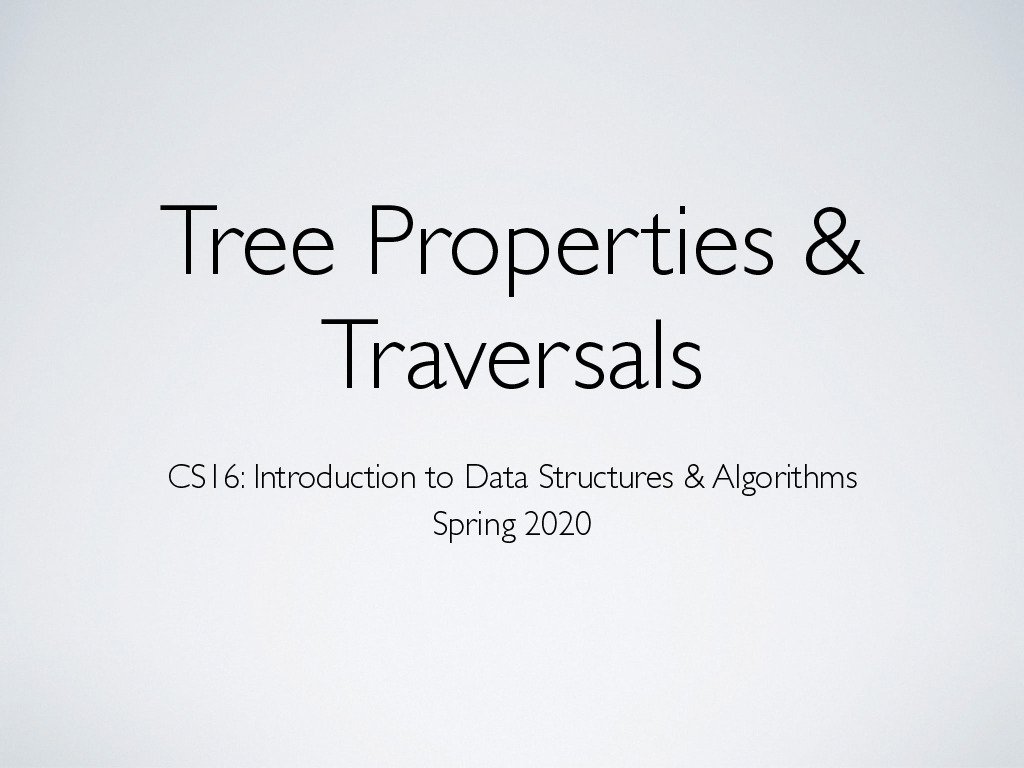 Tree Properties &
Traversals
CS16: Introduction to Data Structures & Algorithms
Spring 2020